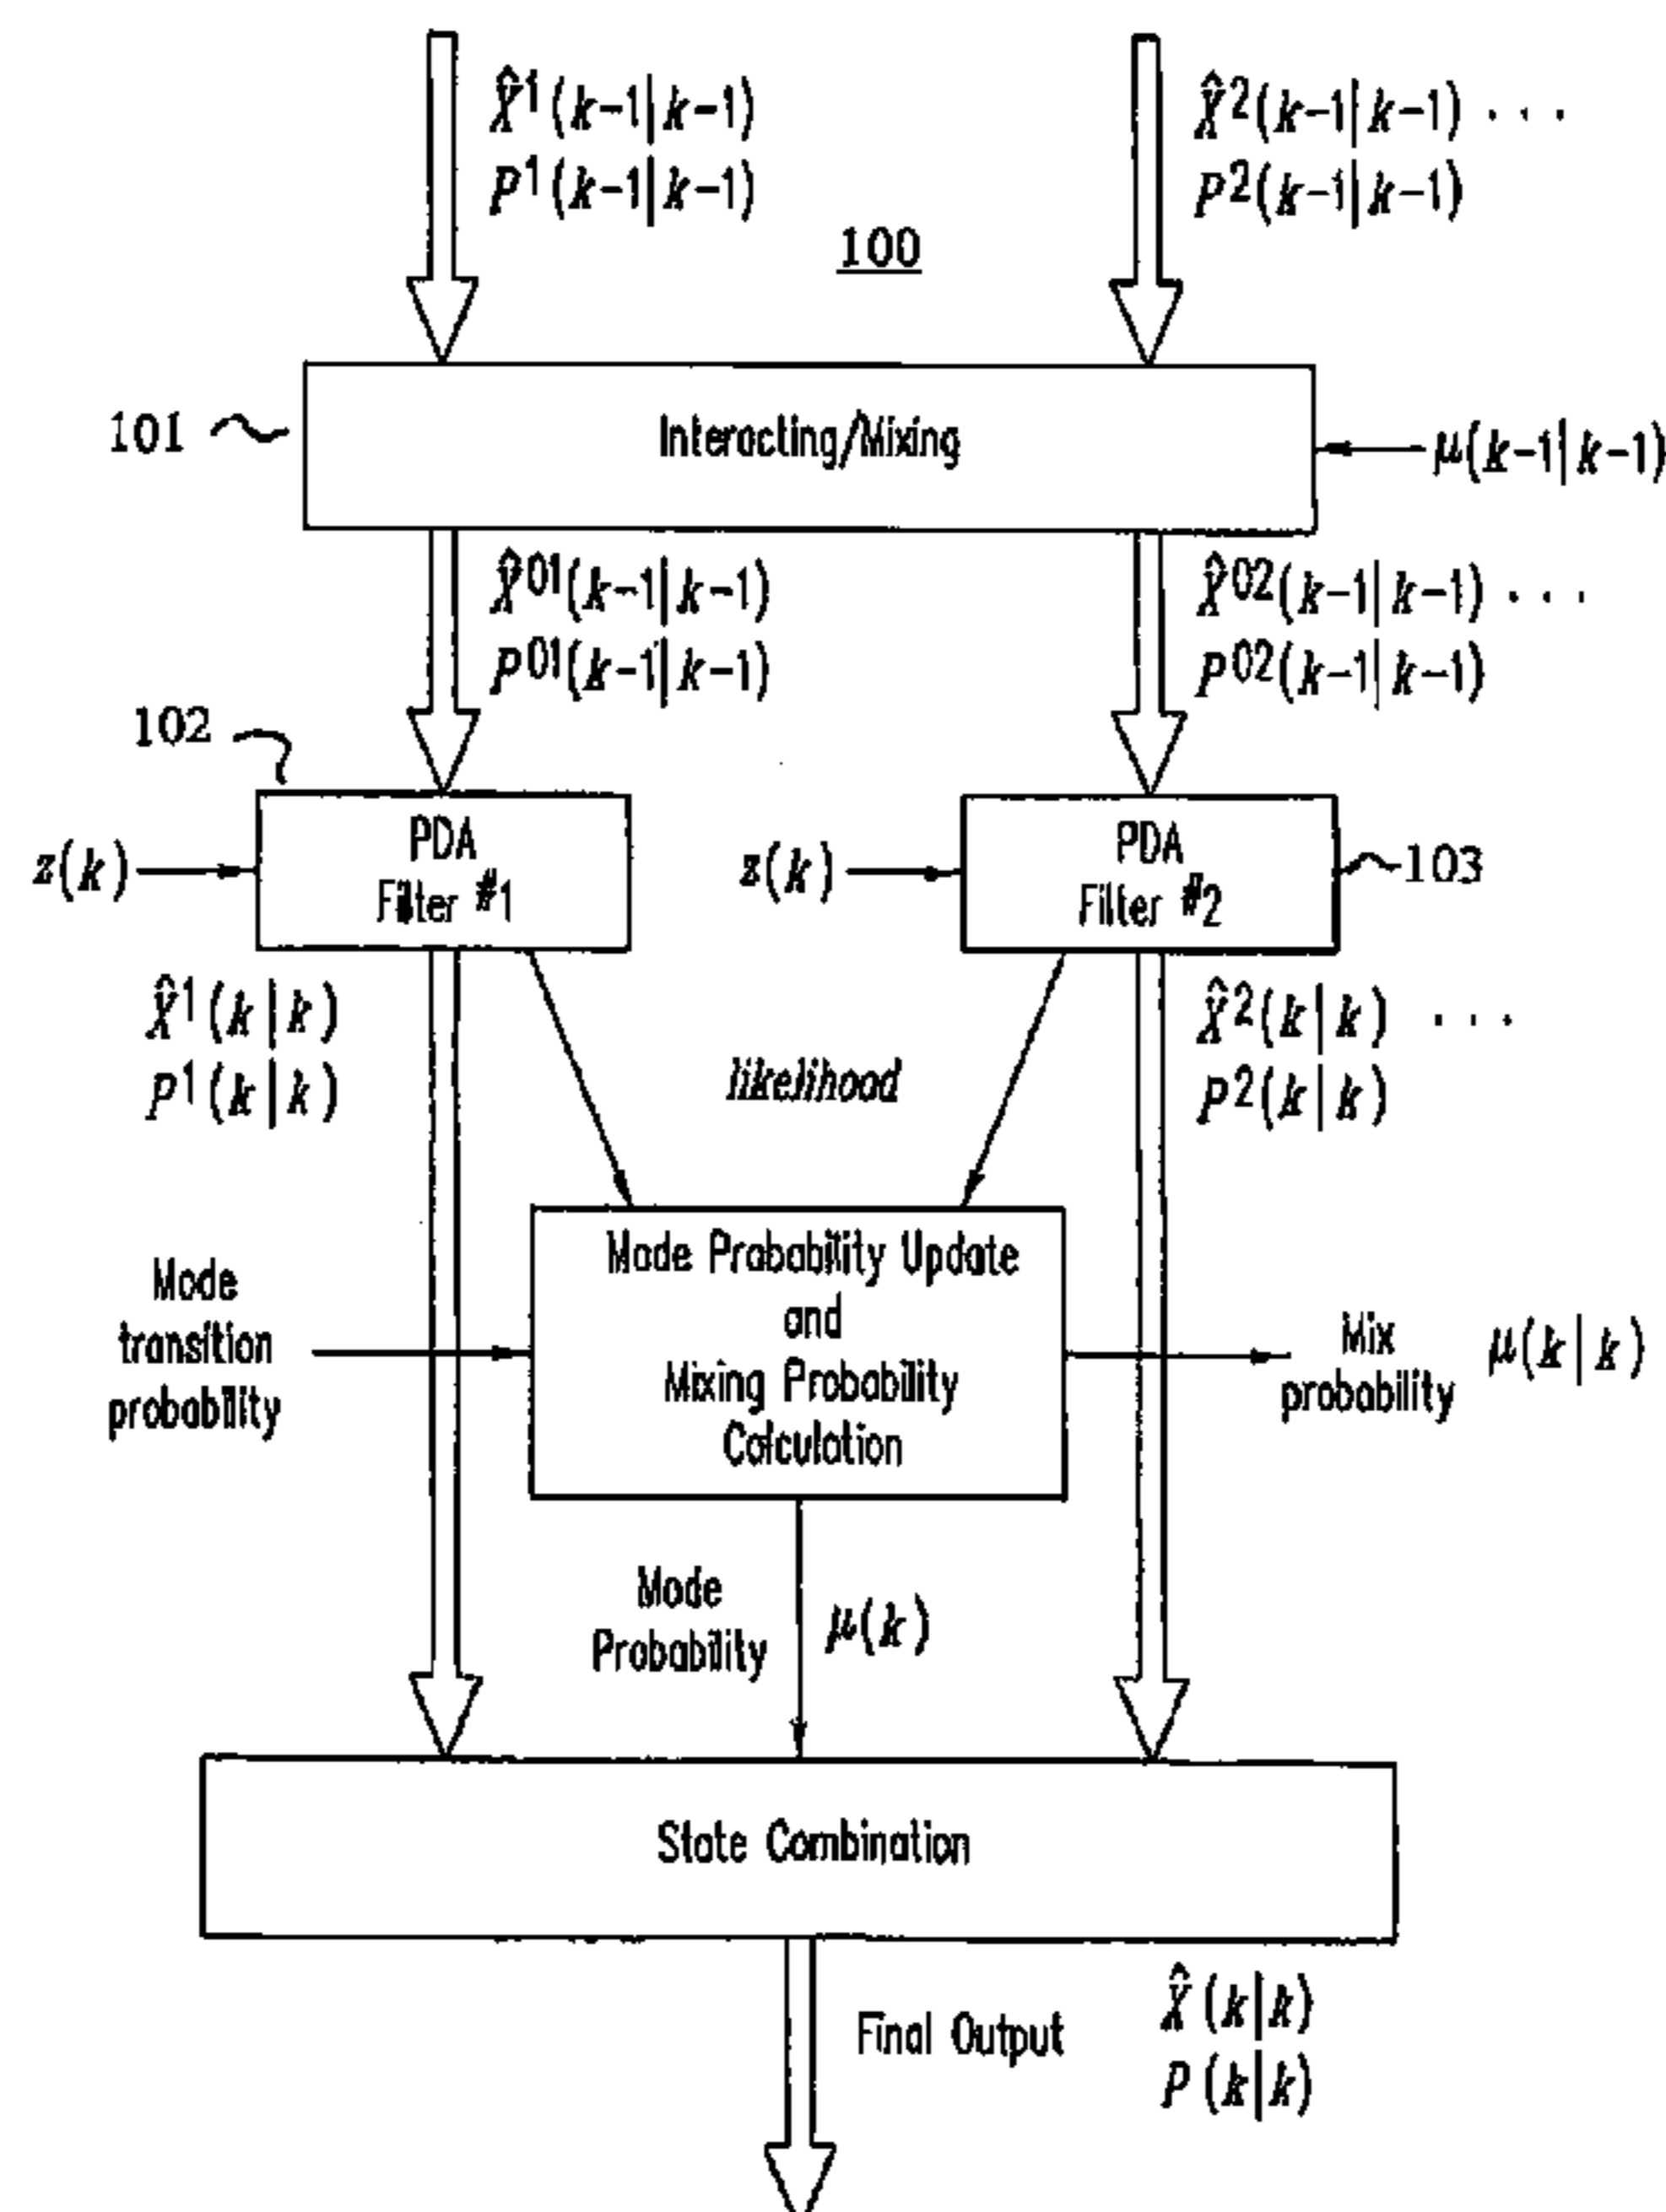 X̂¹(k-1|k-1)
P¹(k-1|k-1)
X̂²(k-1|k-1) · · ·
P²(k-1|k-1)
100
101
Interacting/Mixing
μ(k-1|k-1)
X̂⁰¹(k-1|k-1)
P⁰¹(k-1|k-1)
X̂⁰²(k-1|k-1) · · ·
P⁰²(k-1|k-1)
102
z(k)
PDA
Filter #1
z(k)
PDA
Filter #2
103
X̂¹(k|k)
P¹(k|k)
likelihood
X̂²(k|k) · · ·
P²(k|k)
Mode
transition
probability
Mode Probability Update
and
Mixing Probability
Calculation
Mix
probability
μ(k|k)
Mode
Probability
μ(k)
State Combination
Final Output
X̂(k|k)
P(k|k)